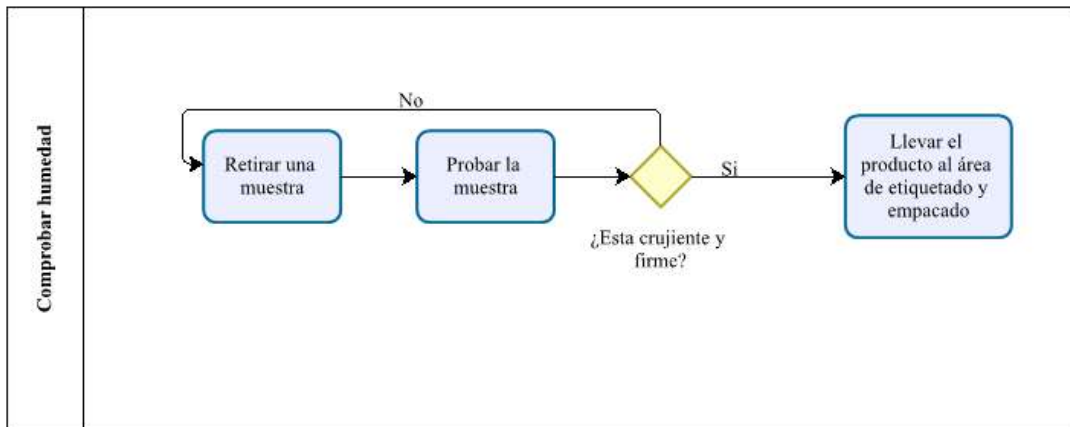 Comprobar humedad
No
Retirar una
muestra
Probar la
muestra
Si
¿Esta crujiente y
firme?
Llevar el
producto al área
de etiquetado y
empacado